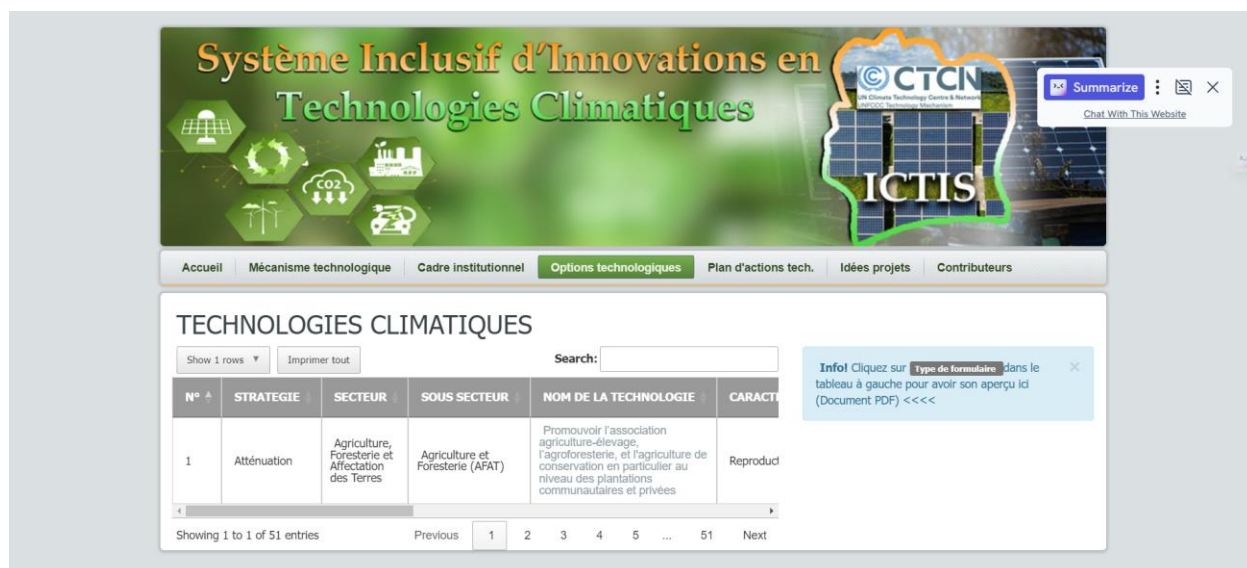 Système Inclusif d'Innovations en
Technologies Climatiques
CO2
CTCN
UN Climate Technology Centre & Network
UNFCCC Technology Mechanism
ICTIS
Summarize
Chat With This Website
Accueil Mécanisme technologique Cadre institutionnel Options technologiques Plan d'actions tech. Idées projets Contributeurs
TECHNOLOGIES CLIMATIQUES
Show 1 rows Imprimer tout Search:
N° STRATEGIE SECTEUR SOUS SECTEUR NOM DE LA TECHNOLOGIE CARACT
1
Atténuation
Agriculture,
Foresterie et
Affectation
des Terres
Agriculture et
Foresterie (AFAT)
Promouvoir l'association
agriculture-élevage,
l'agroforesterie, et l'agriculture de
conservation en particulier au
niveau des plantations
communautaires et privées
Reproduct
Showing 1 to 1 of 51 entries Previous 1 2 3 4 5 ... 51 Next
Info! Cliquez sur Type de formulaire dans le
tableau à gauche pour avoir son aperçu ici
(Document PDF) <<<<